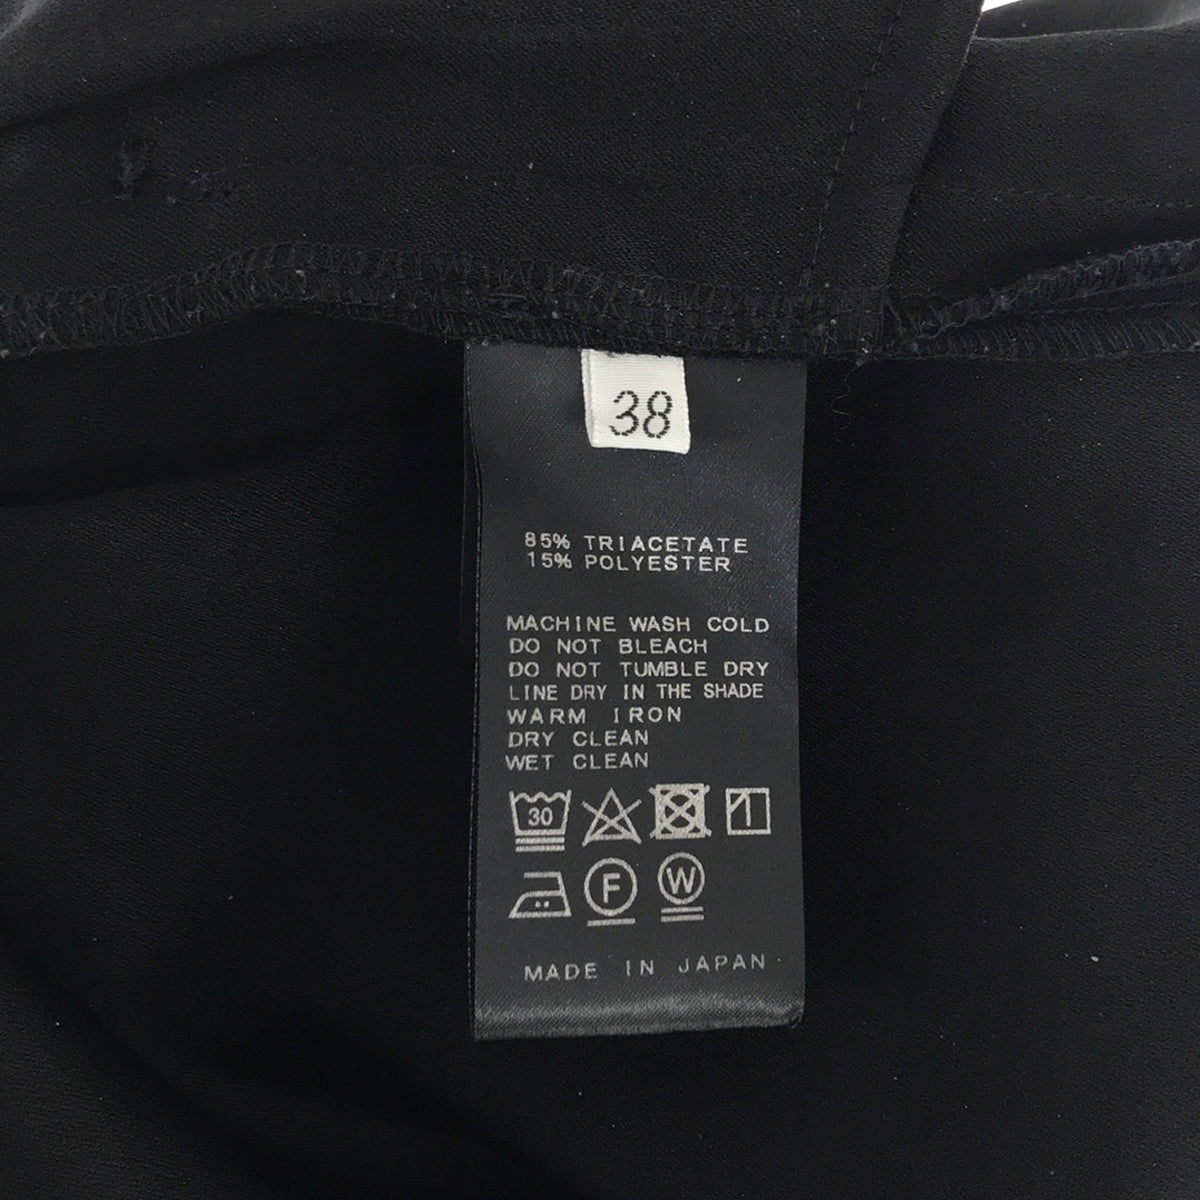 38
85% TRIACETATE
15% POLYESTER
MACHINE WASH COLD
DO NOT BLEACH
DO NOT TUMBLE DRY
LINE DRY IN THE SHADE
WARM IRON
DRY CLEAN
WET CLEAN
30
F W
MADE IN JAPAN